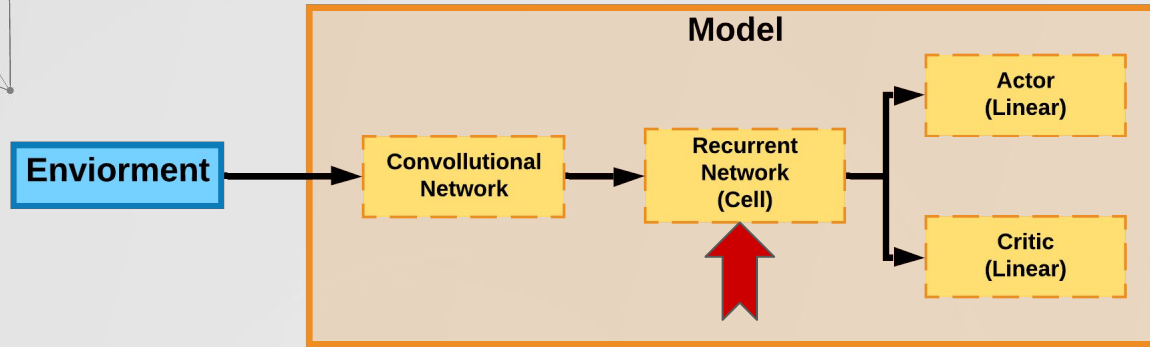 Model
Enviorment
Convollutional
Network
Recurrent
Network
(Cell)
Actor
(Linear)
Critic
(Linear)